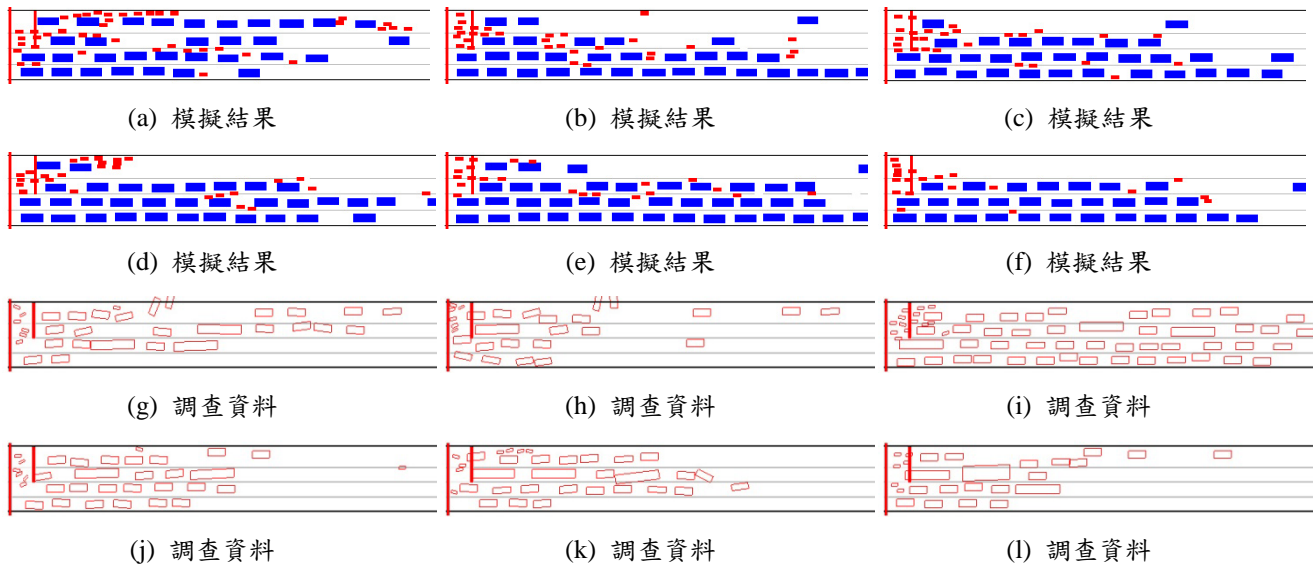 (a) 模擬結果 (b) 模擬結果 (c) 模擬結果
(d) 模擬結果 (e) 模擬結果 (f) 模擬結果
(g) 調查資料 (h) 調查資料 (i) 調查資料
(j) 調查資料 (k) 調查資料 (l) 調查資料